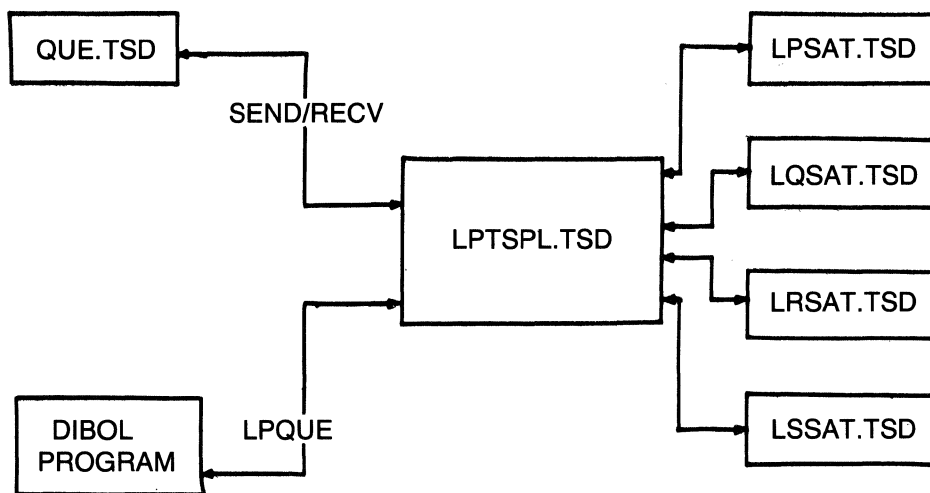 QUE.TSD
SEND/RECV
LPTSPL.TSD
LPQUE
DIBOL
PROGRAM
LPSAT.TSD
LQSAT.TSD
LRSAT.TSD
LSSAT.TSD